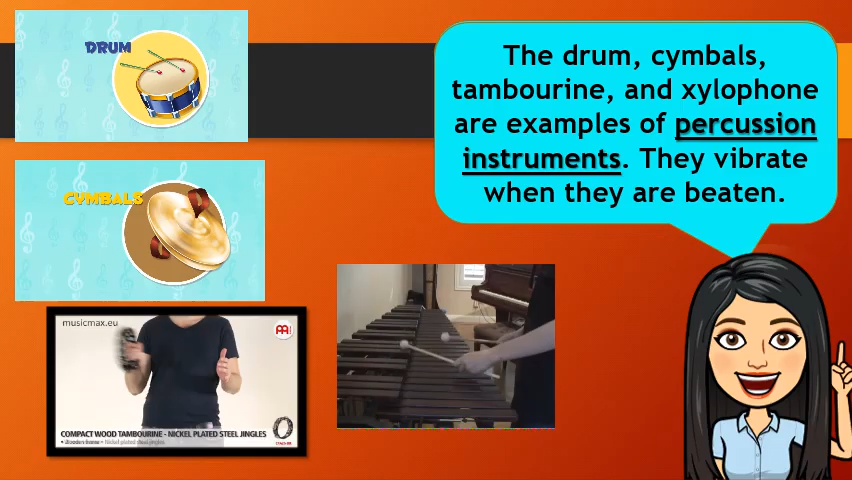 DRUM
The drum, cymbals,
tambourine, and xylophone
are examples of percussion
instruments. They vibrate
when they are beaten.
CYMBALS
musicmax.eu
COMPACT WOOD TAMBOURINE - NICKEL PLATED STEEL JINGLES